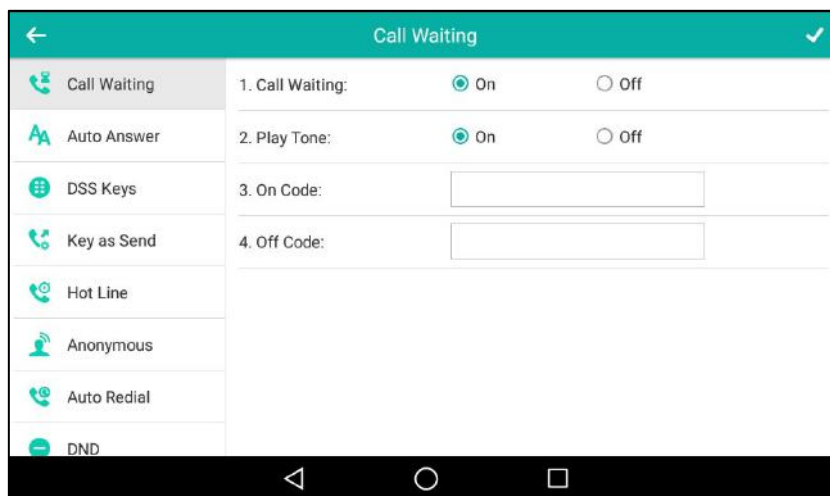 Call Waiting
Call Waiting
Auto Answer
DSS Keys
Key as Send
Hot Line
Anonymous
Auto Redial
DND
1. Call Waiting: On Off
2. Play Tone: On Off
3. On Code:
4. Off Code: